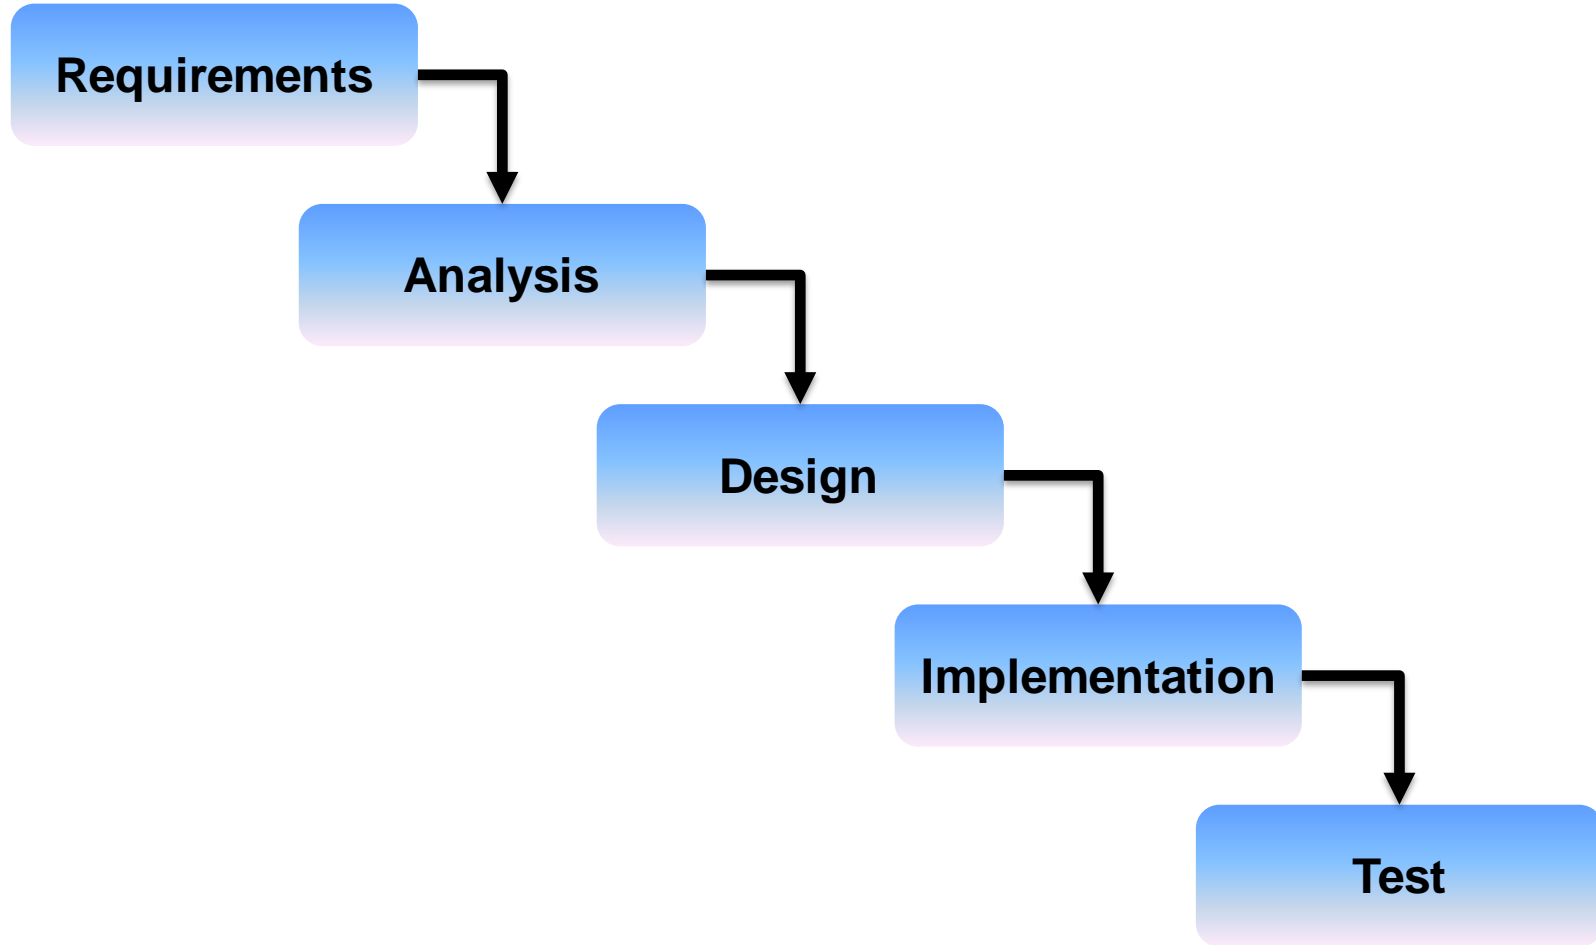 Requirements
Analysis
Design
Implementation
Test